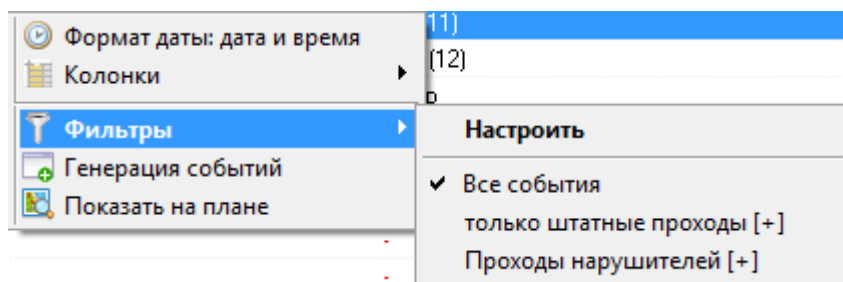 Формат даты: дата и время
Колонки
Фильтры
Генерация событий
Показать на плане
11)
(12)
Настроить
Все события
только штатные проходы [+]
Проходы нарушителей [+]